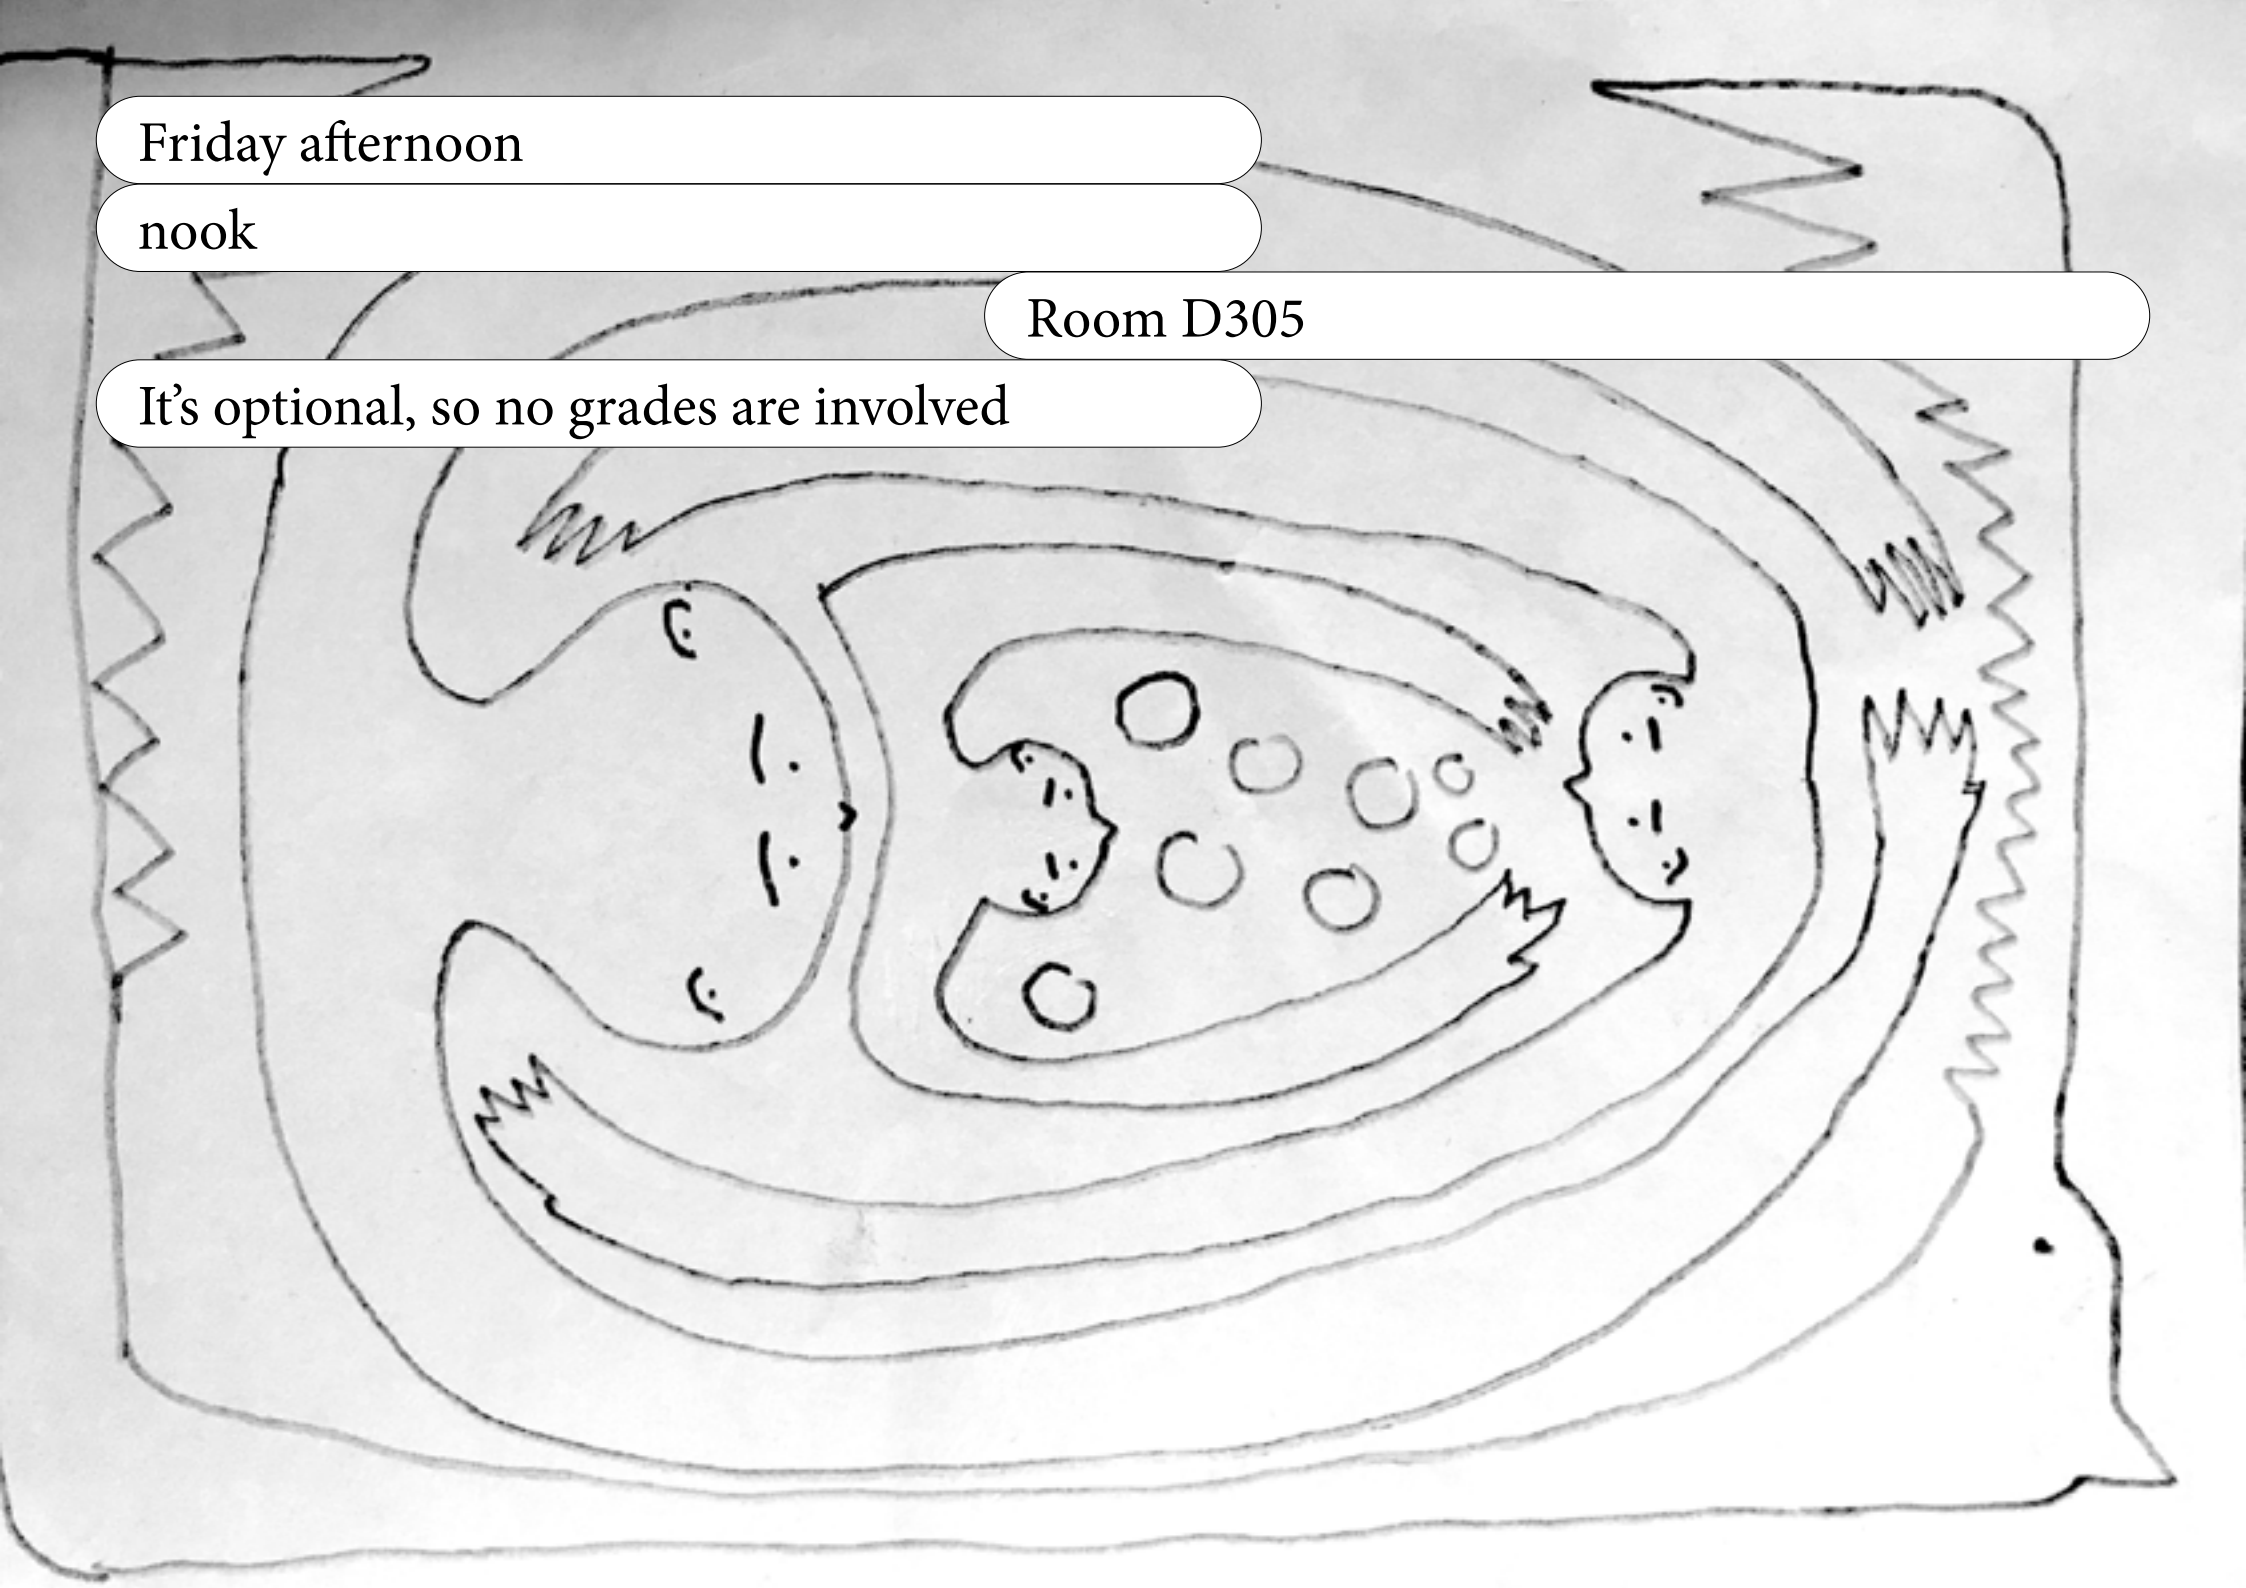 Friday afternoon
nook
Room D305
It’s optional, so no grades are involved